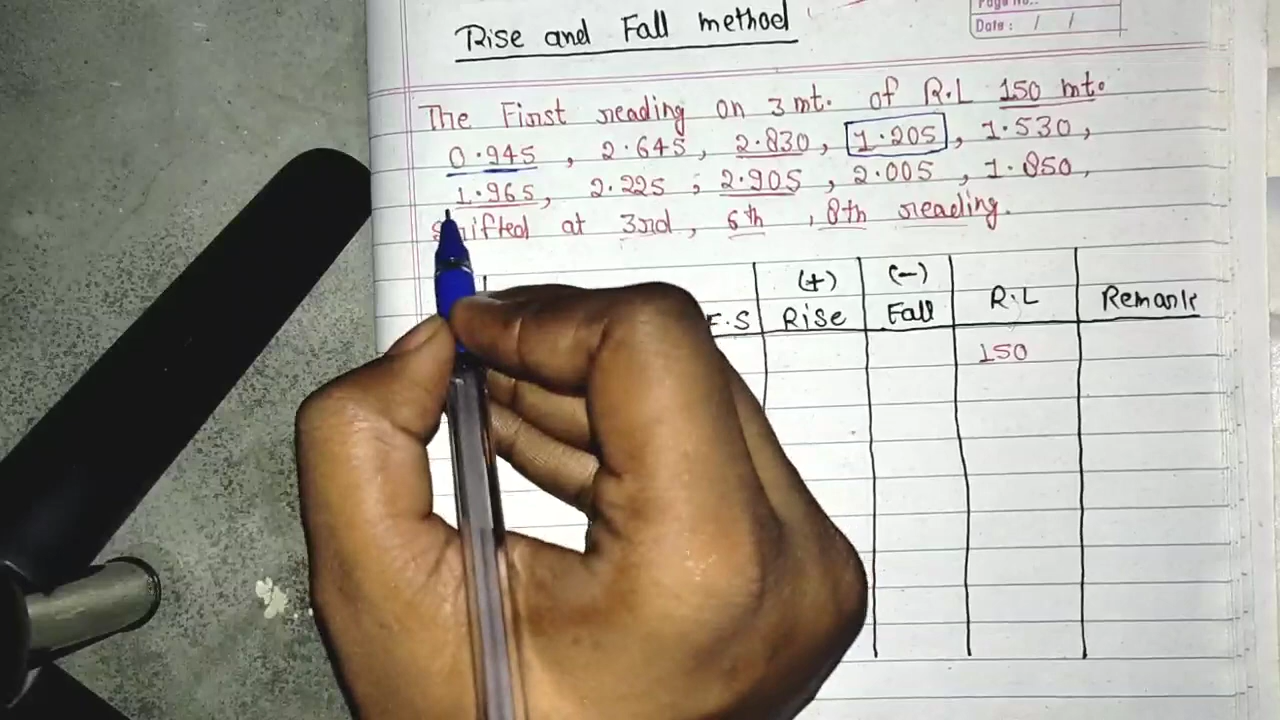 Page No.:
Date: / /
Rise and Fall method
The First reading on 3 mt. of R.L 150 mt.
0.945, 2.645, 2.830, 1.205, 1.530,
1.965, 2.225, 2.905, 2.005, 1.850,
Shifted at 3rd, 6th, 8th reading.
F.S (+) Rise (-) Fall R.L Remark
150